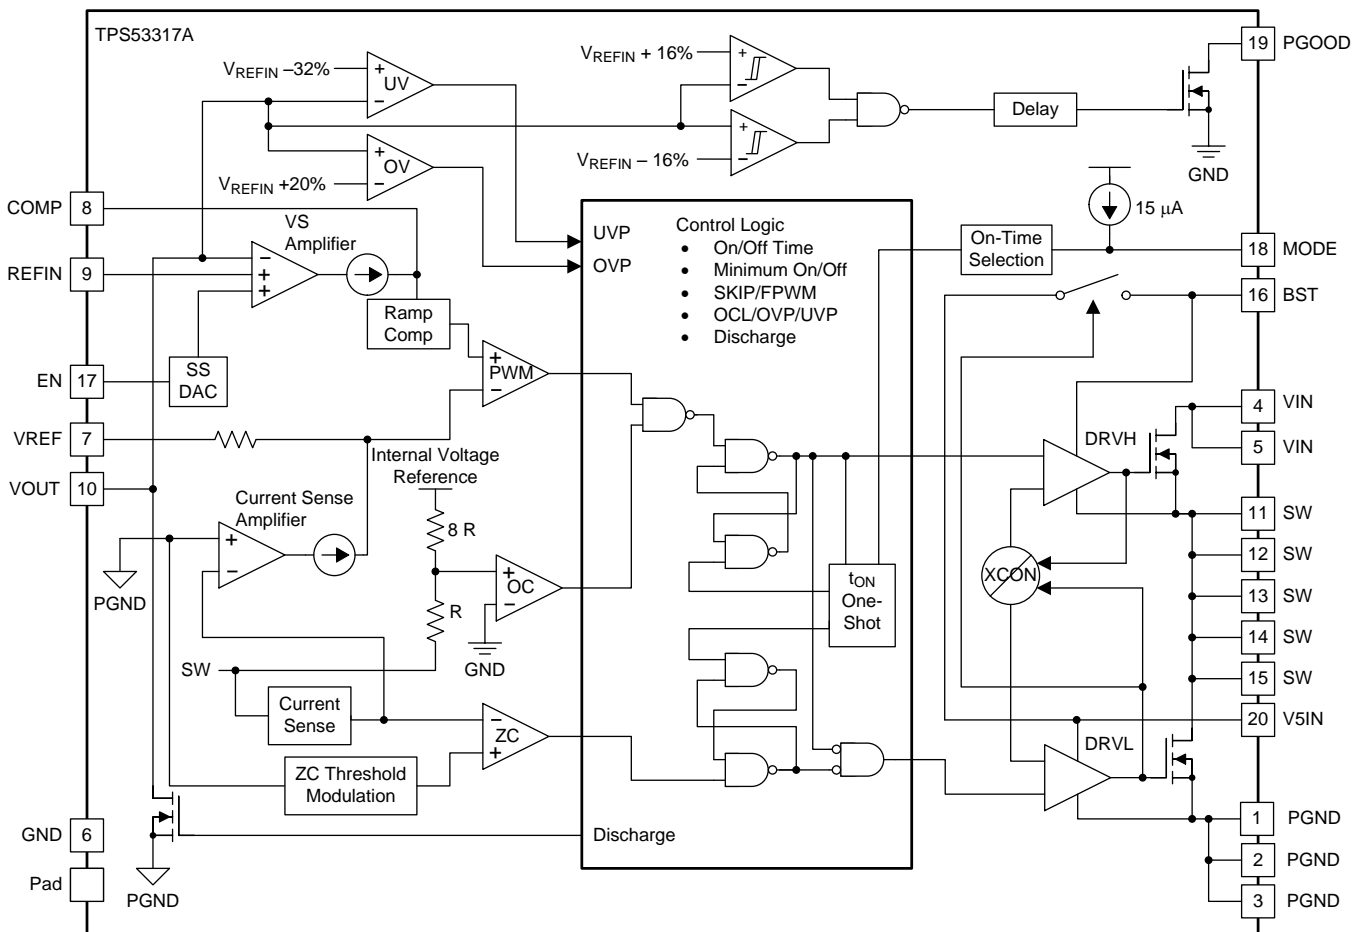 TPS53317A
19 PGOOD
V_REFIN –32%
+
UV
−
V_REFIN + 16%
+
−
Delay
+
OV
−
V_REFIN +20%
+
−
V_REFIN − 16%
GND
COMP 8
VS
Amplifier
UVP
OVP
Control Logic
• On/Off Time
• Minimum On/Off
• SKIP/FPWM
• OCL/OVP/UVP
• Discharge
15 μA
On-Time
Selection
18 MODE
REFIN 9
−
+
+
16 BST
Ramp
Comp
EN 17
SS
DAC
+
PWM
−
VREF 7
4 VIN
DRVH
5 VIN
VOUT 10
Internal Voltage
Reference
Current Sense
Amplifier
8 R
+
−
PGND
+
OC
−
GND
R
SW
11 SW
12 SW
XCON
13 SW
14 SW
15 SW
tON
One-
Shot
Current
Sense
−
ZC
+
20 V5IN
DRVL
ZC Threshold
Modulation
GND 6
Discharge
1 PGND
2 PGND
3 PGND
Pad
PGND